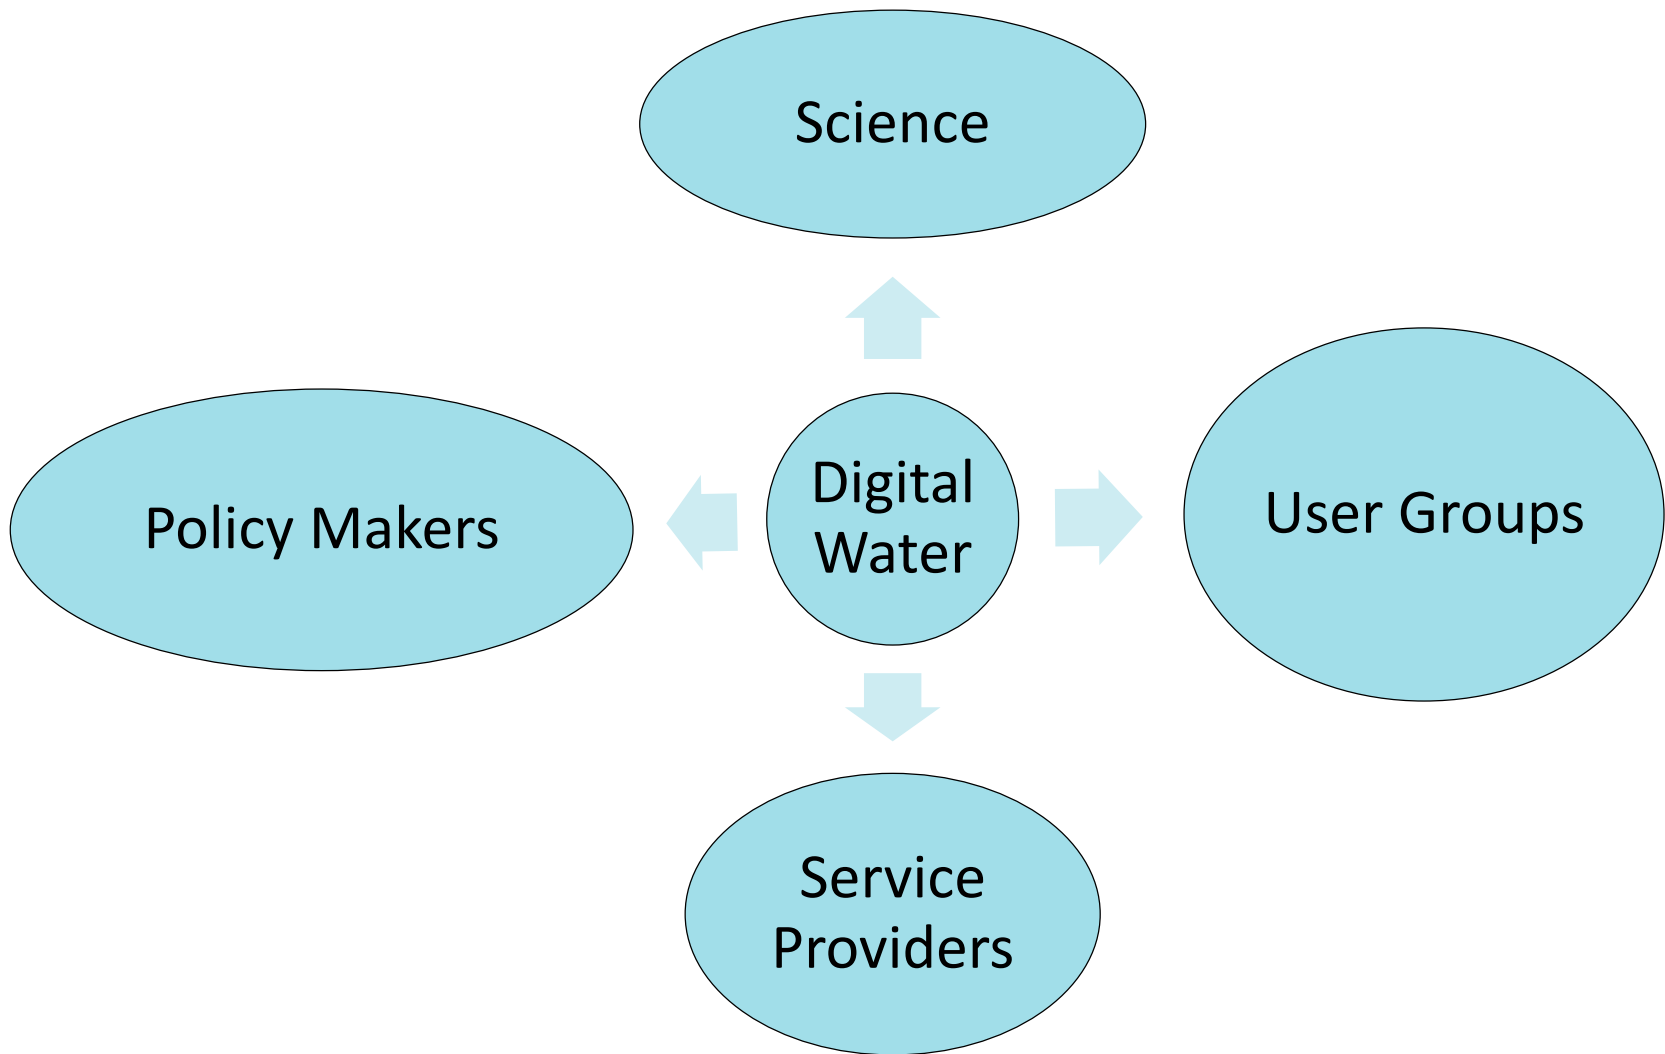 Science
Policy Makers
Digital
Water
User Groups
Service
Providers